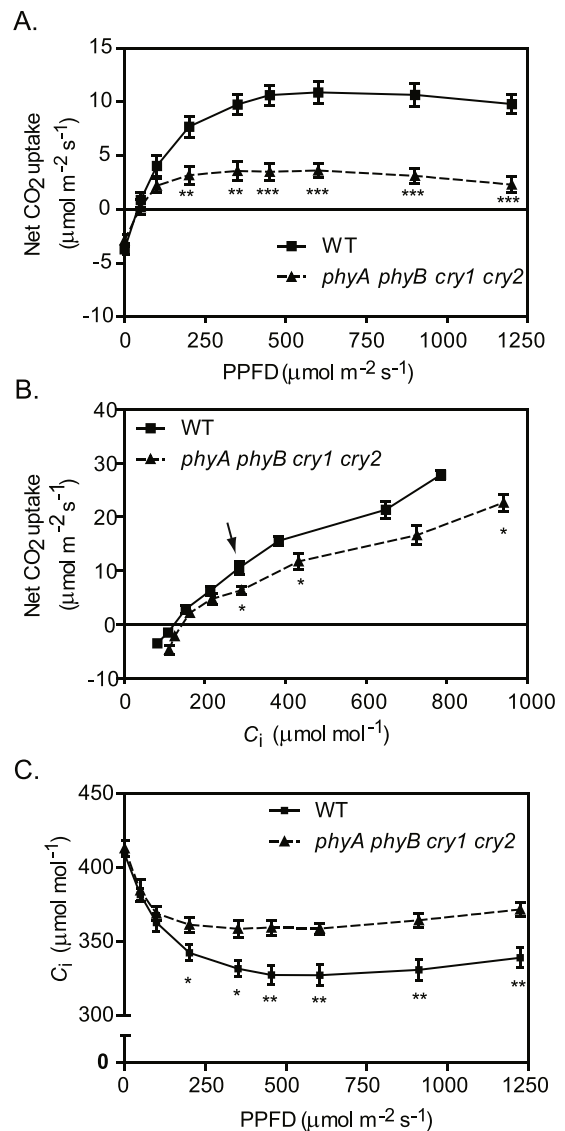 A.
15
10
5
0
-5
-10
Net CO2 uptake
(μmol m-2 s-1)
** ** *** *** *** ***
WT
phyA phyB cry1 cry2
0 250 500 750 1000 1250
PPFD (μmol m-2 s-1)
B.
40
30
20
10
0
-10
Net CO2 uptake
(μmol m-2 s-1)
WT
phyA phyB cry1 cry2
* * *
0 200 400 600 800 1000
Ci (μmol mol-1)
C.
450
400
350
300
0
Ci (μmol mol-1)
WT
phyA phyB cry1 cry2
* * ** ** ** **
0 250 500 750 1000 1250
PPFD (μmol m-2 s-1)